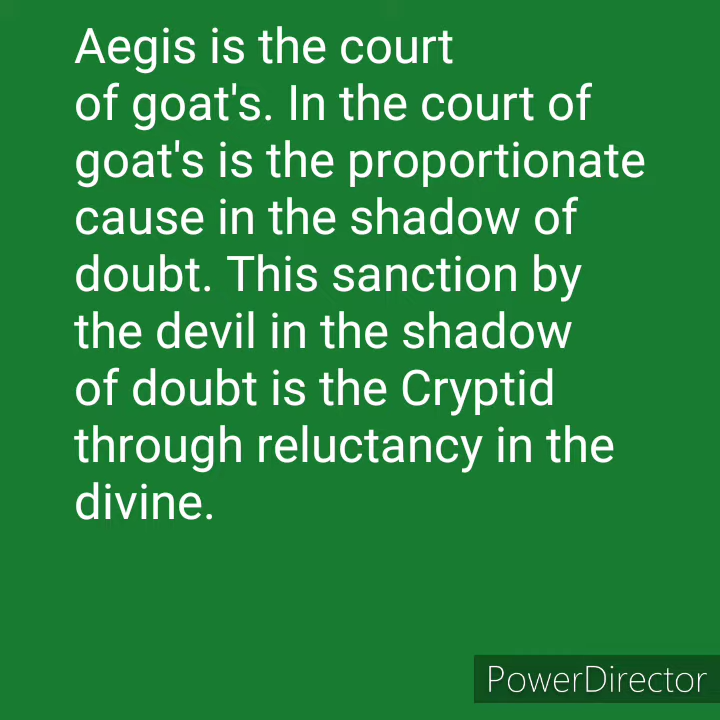 Aegis is the court
of goat's. In the court of
goat's is the proportionate
cause in the shadow of
doubt. This sanction by
the devil in the shadow
of doubt is the Cryptid
through reluctancy in the
divine.
PowerDirector